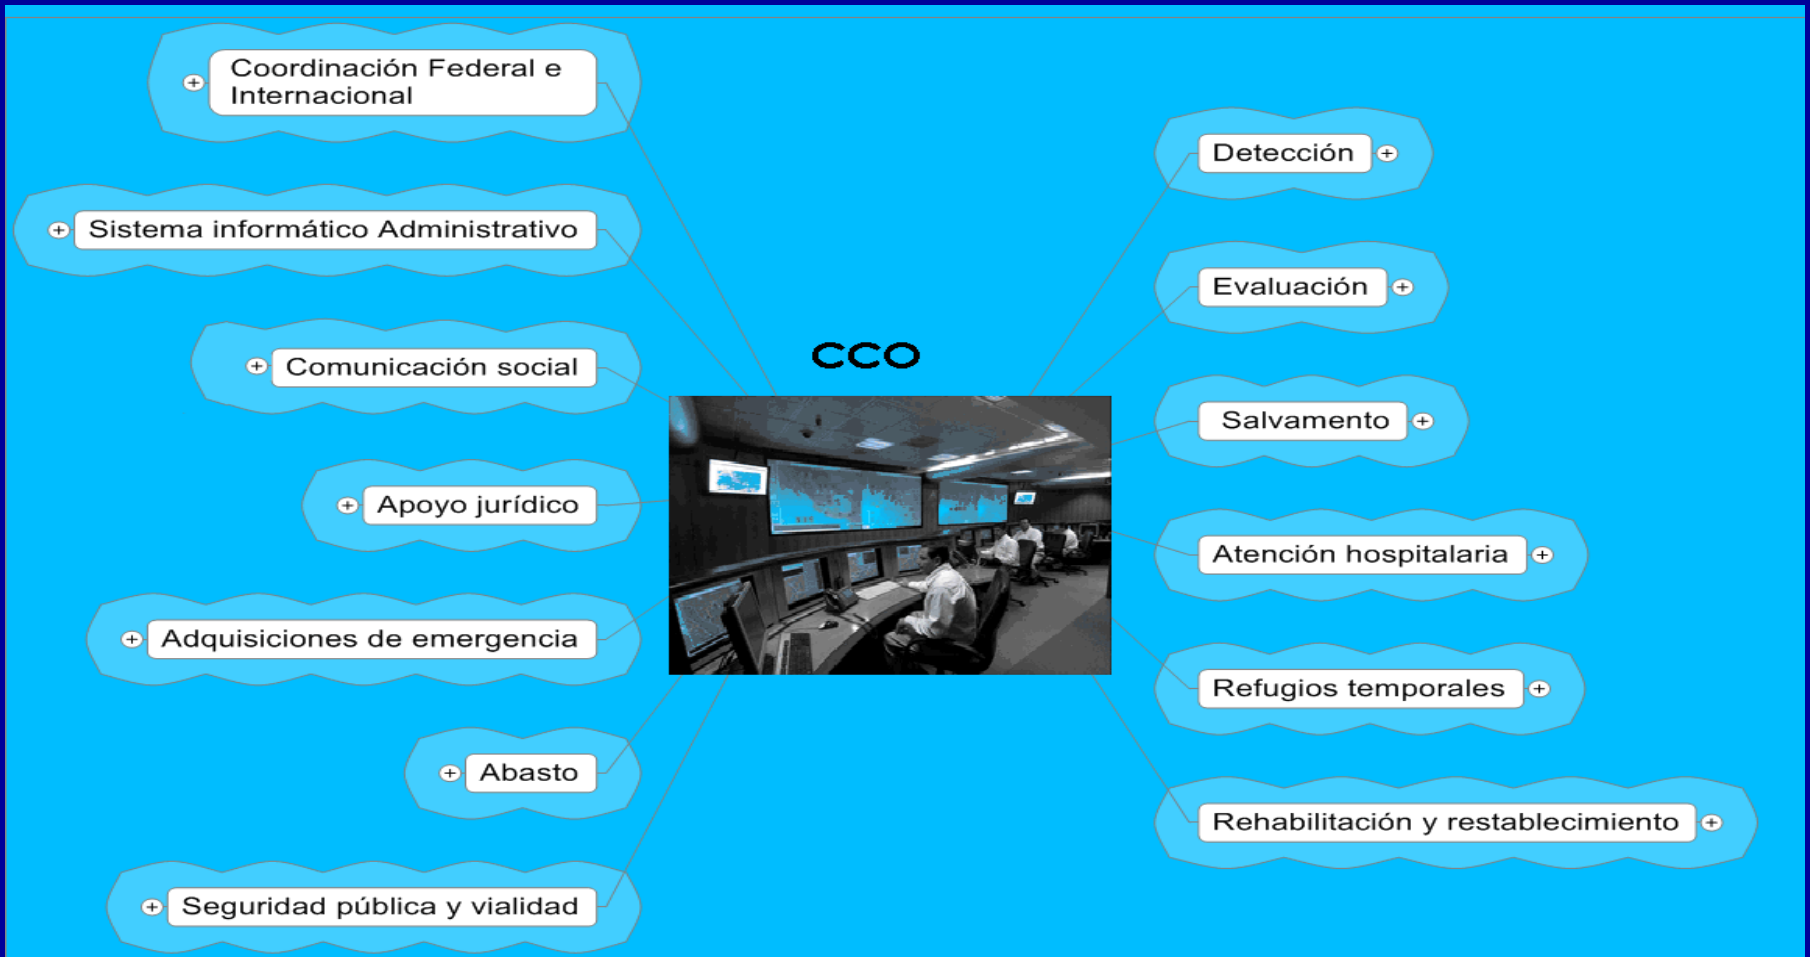 Coordinación Federal e
Internacional
Sistema informático Administrativo
Comunicación social
Apoyo jurídico
Adquisiciones de emergencia
Abasto
Seguridad pública y vialidad
CCO
Detección
Evaluación
Salvamento
Atención hospitalaria
Refugios temporales
Rehabilitación y restablecimiento